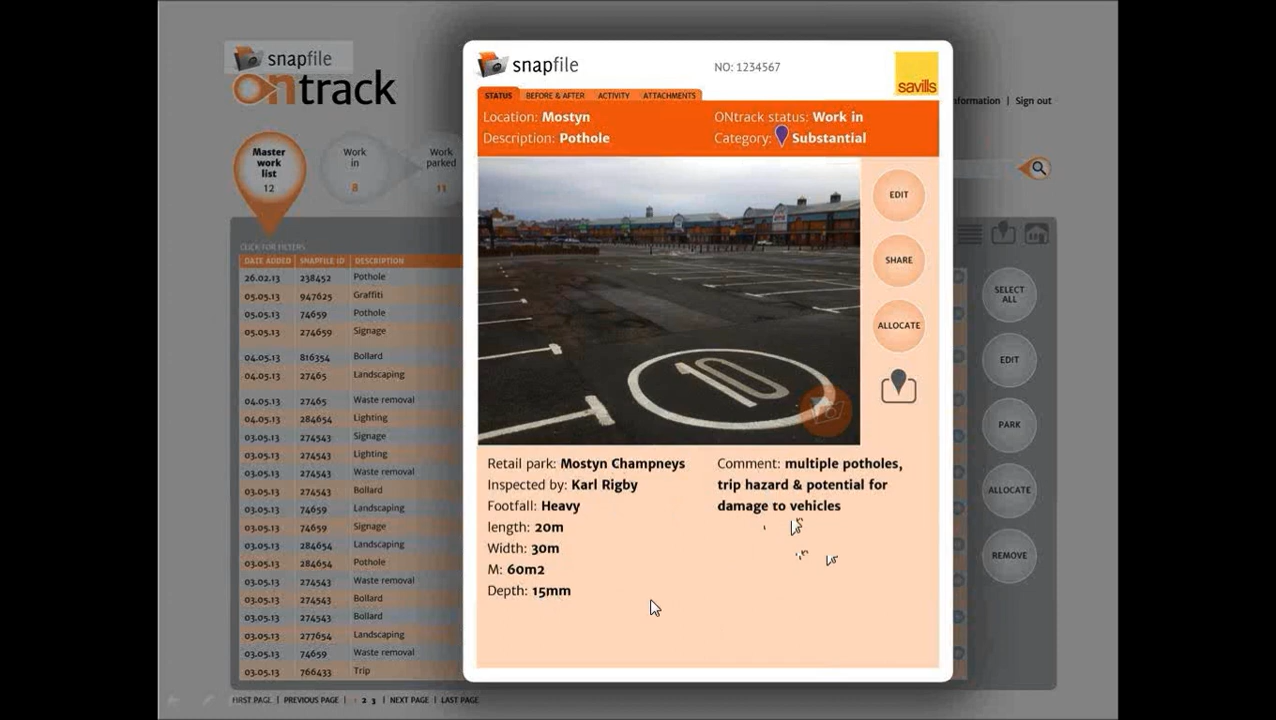 snapfile
ONtrack
nformation | Sign out
Master work list
12
Work in
8
Work parked
11
CLICK FOR FILTERS
DATE ADDED SNAPFILE ID DESCRIPTION
26.02.13 238452 Pothole
05.05.13 947625 Graffiti
05.05.13 74659 Pothole
05.05.13 274659 Signage
04.05.13 816354 Bollard
04.05.13 27465 Landscaping
04.05.13 27465 Waste removal
04.05.13 284654 Lighting
03.05.13 274543 Signage
03.05.13 274543 Lighting
03.05.13 274543 Waste removal
03.05.13 274543 Bollard
03.05.13 74659 Landscaping
03.05.13 74659 Signage
03.05.13 284654 Landscaping
03.05.13 284654 Pothole
03.05.13 274543 Waste removal
03.05.13 274543 Bollard
03.05.13 274543 Bollard
03.05.13 277654 Landscaping
03.05.13 74659 Waste removal
03.05.13 766433 Trip
FIRST PAGE | PREVIOUS PAGE | 1 2 3 | NEXT PAGE | LAST PAGE
snapfile
NO: 1234567
savills
STATUS BEFORE & AFTER ACTIVITY ATTACHMENTS
Location: Mostyn
ONtrack status: Work in
Description: Pothole
Category: Substantial
10
EDIT
SHARE
ALLOCATE
Retail park: Mostyn Champneys
Inspected by: Karl Rigby
Footfall: Heavy
length: 20m
Width: 30m
M: 60m2
Depth: 15mm
Comment: multiple potholes,
trip hazard & potential for
damage to vehicles
SELECT ALL
EDIT
PARK
ALLOCATE
REMOVE